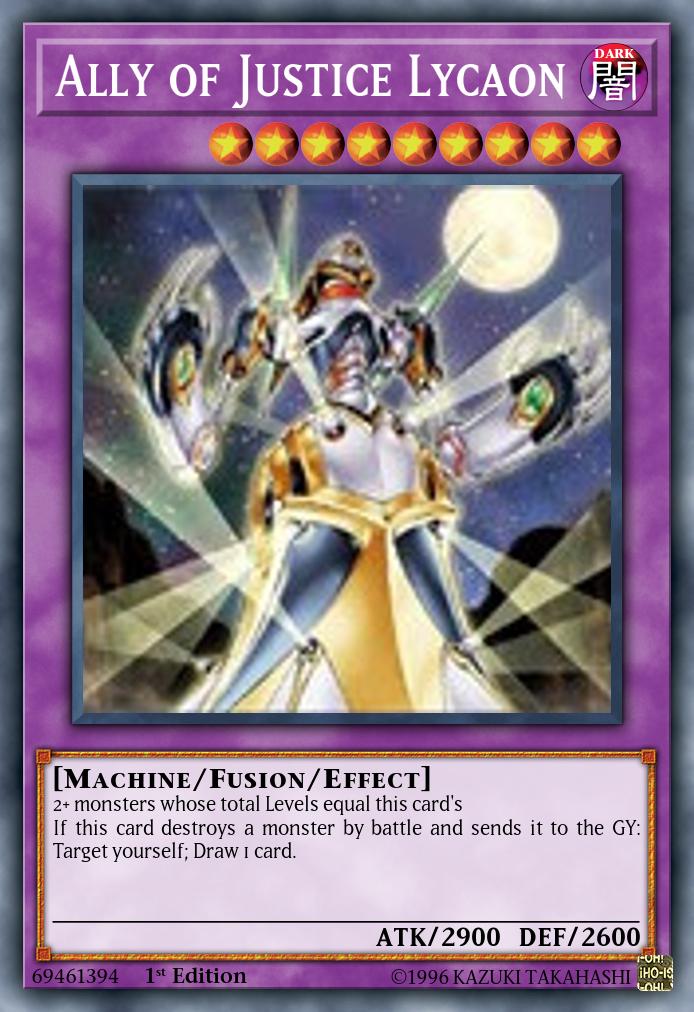 Ally of Justice Lycaon
DARK
闇
[Machine/Fusion/Effect]
2+ monsters whose total Levels equal this card's
If this card destroys a monster by battle and sends it to the GY:
Target yourself; Draw 1 card.
ATK/2900 DEF/2600
69461394 1st Edition ©1996 KAZUKI TAKAHASHI